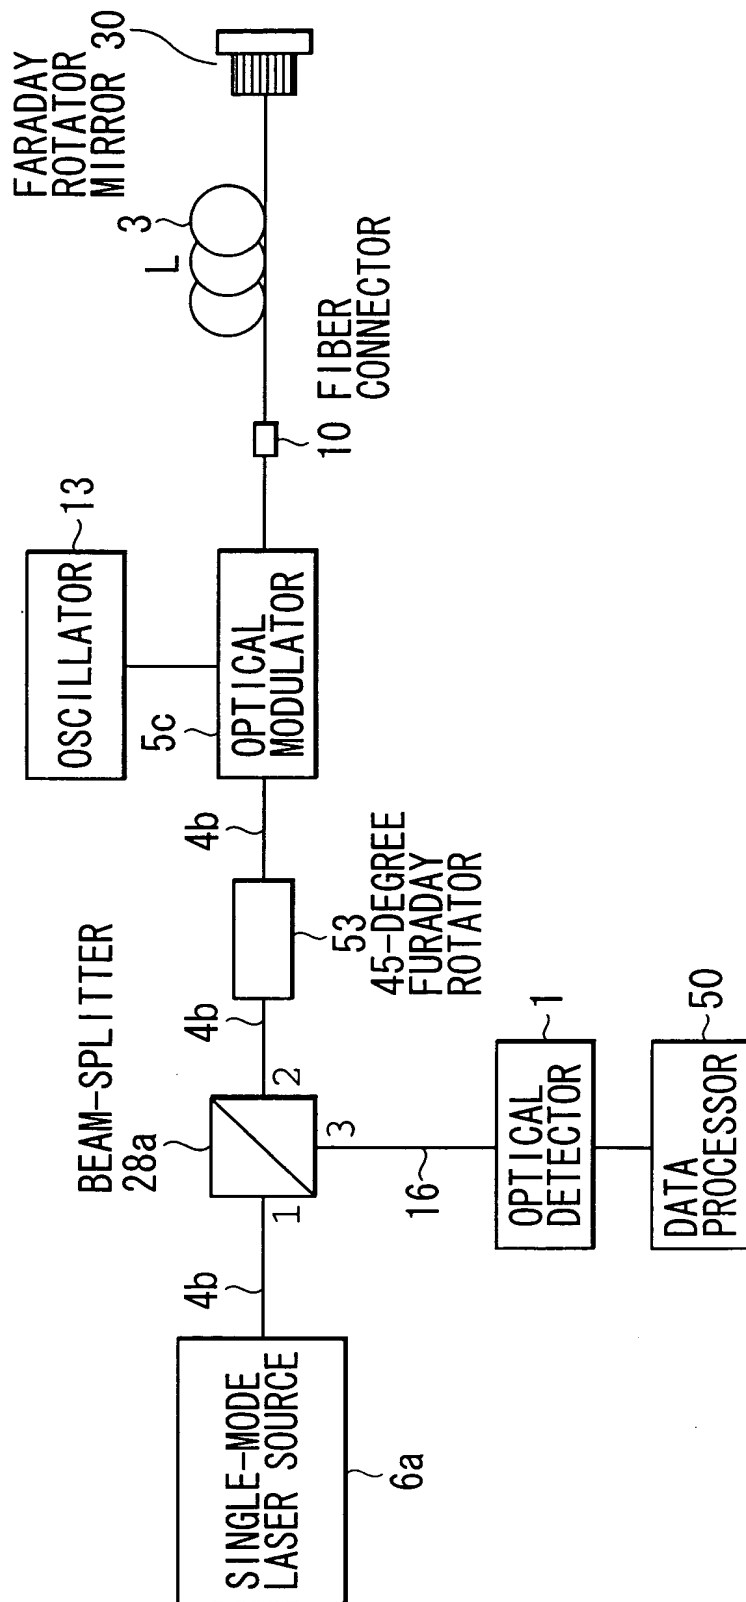 SINGLE-MODE
LASER SOURCE
6a
4b
BEAM-SPLITTER
28a
1
2
3
16
OPTICAL
DETECTOR
1
DATA
PROCESSOR
50
4b
53
45-DEGREE
FURADAY
ROTATOR
4b
OSCILLATOR
13
5c
OPTICAL
MODULATOR
10 FIBER
CONNECTOR
L
3
FARADAY
ROTATOR
MIRROR 30